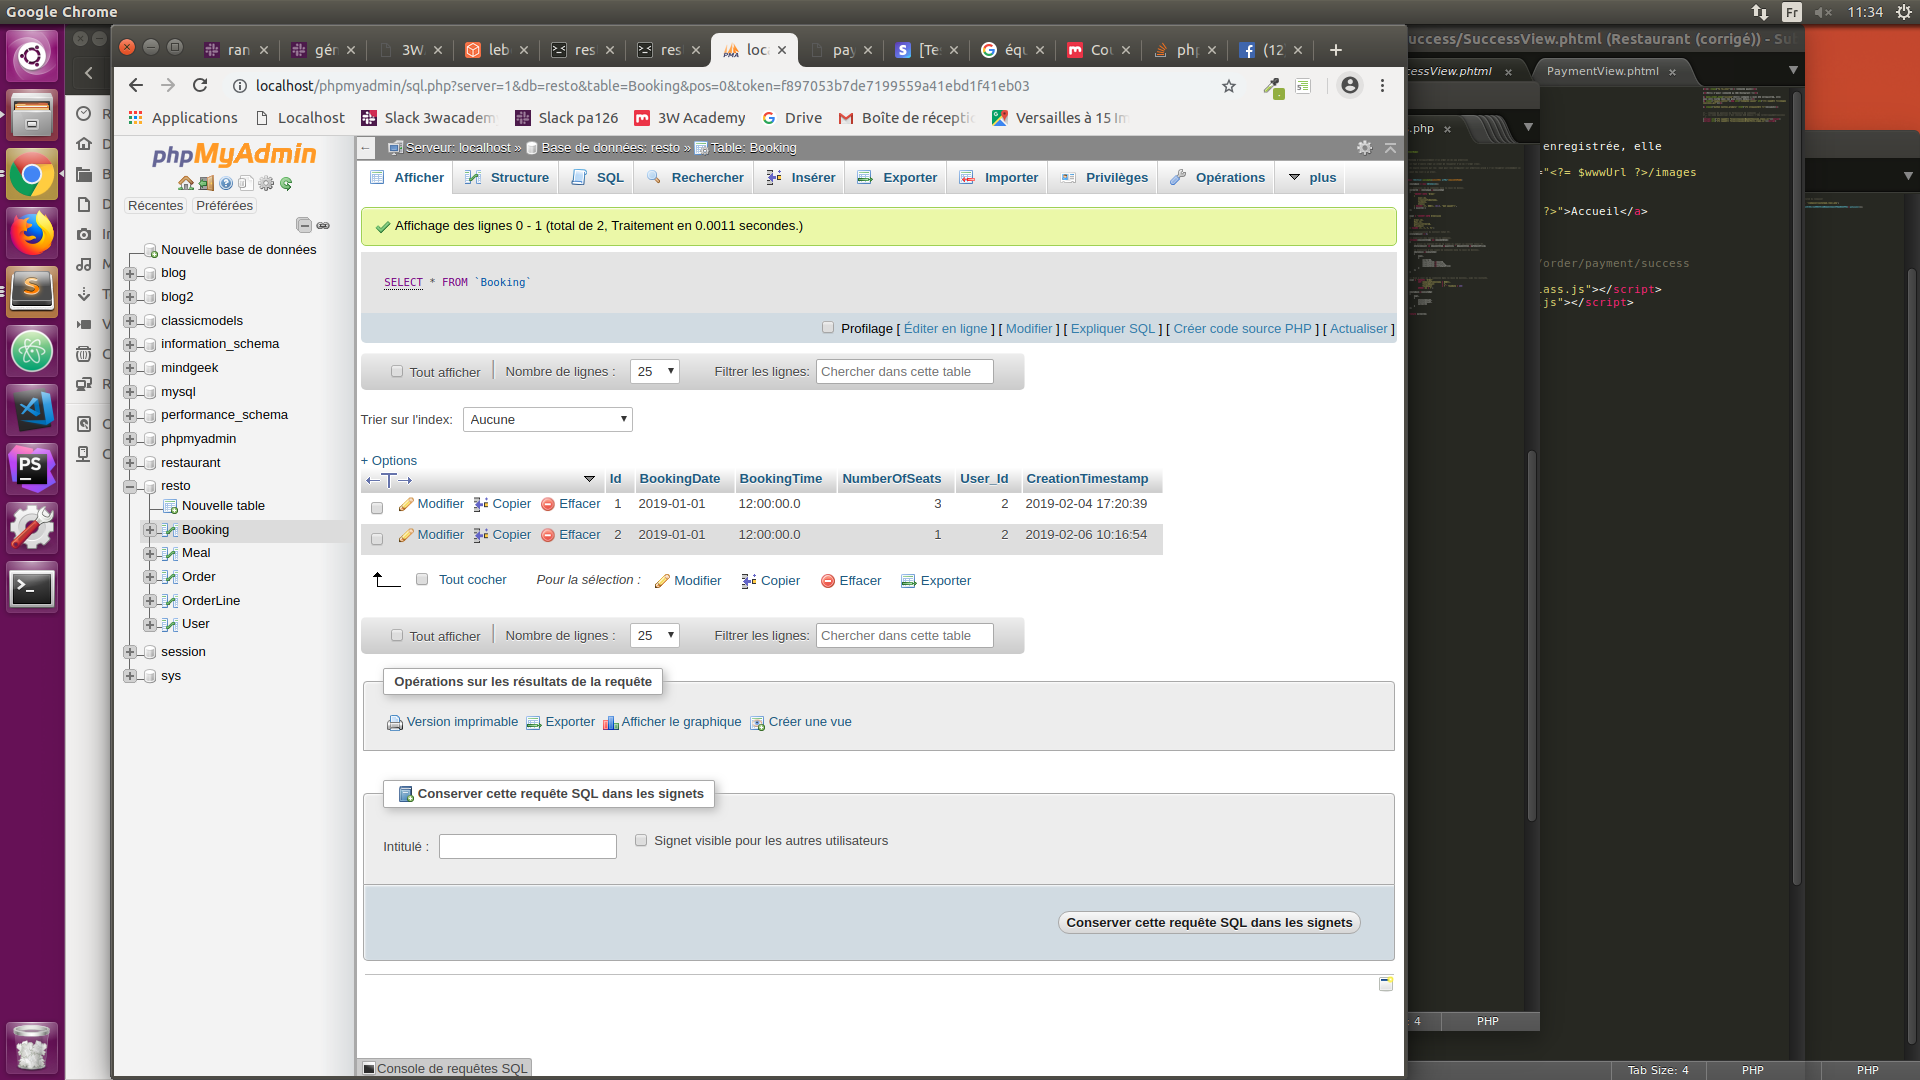 Google Chrome
Fr
11:34
ran
gén
3W.
leb
res
res
loc
pay
[Te
équ
Cou
php
(12
localhost/phpmyadmin/sql.php?server=1&db=resto&table=Booking&pos=0&token=f897053b7de7199559a41ebd1f41eb03
Applications
Localhost
Slack 3wacadem
Slack pa126
3W Academy
Drive
Boîte de récepti
Versailles à 15 Im
phpMyAdmin
Récentes
Préférées
Nouvelle base de données
blog
blog2
classicmodels
information_schema
mindgeek
mysql
performance_schema
phpmyadmin
restaurant
resto
Nouvelle table
Booking
Meal
Order
OrderLine
User
session
sys
Serveur: localhost » Base de données: resto » Table: Booking
Afficher
Structure
SQL
Rechercher
Insérer
Exporter
Importer
Privilèges
Opérations
plus
Affichage des lignes 0 - 1 (total de 2, Traitement en 0.0011 secondes.)
SELECT * FROM `Booking`
Profilage [ Éditer en ligne ] [ Modifier ] [ Expliquer SQL ] [ Créer code source PHP ] [ Actualiser ]
Tout afficher
Nombre de lignes :
25
Filtrer les lignes:
Chercher dans cette table
Trier sur l'index:
Aucune
+ Options
Id BookingDate BookingTime NumberOfSeats User_Id CreationTimestamp
Modifier Copier Effacer 1 2019-01-01 12:00:00.0 3 2 2019-02-04 17:20:39
Modifier Copier Effacer 2 2019-01-01 12:00:00.0 1 2 2019-02-06 10:16:54
Tout cocher
Pour la sélection :
Modifier
Copier
Effacer
Exporter
Tout afficher
Nombre de lignes :
25
Filtrer les lignes:
Chercher dans cette table
Opérations sur les résultats de la requête
Version imprimable
Exporter
Afficher le graphique
Créer une vue
Conserver cette requête SQL dans les signets
Intitulé :
Signet visible pour les autres utilisateurs
Conserver cette requête SQL dans les signets
Console de requêtes SQL
uccess/SuccessView.phtml (Restaurant (corrigé)) - Su
cessView.phtml
PaymentView.phtml
s.php
enregistrée, elle
="<?= $wwwUrl ?>/images
?>">Accueil</a>
/order/payment/success
lass.js"></script>
js"></script>
: 4
PHP
Tab Size: 4
PHP
PHP